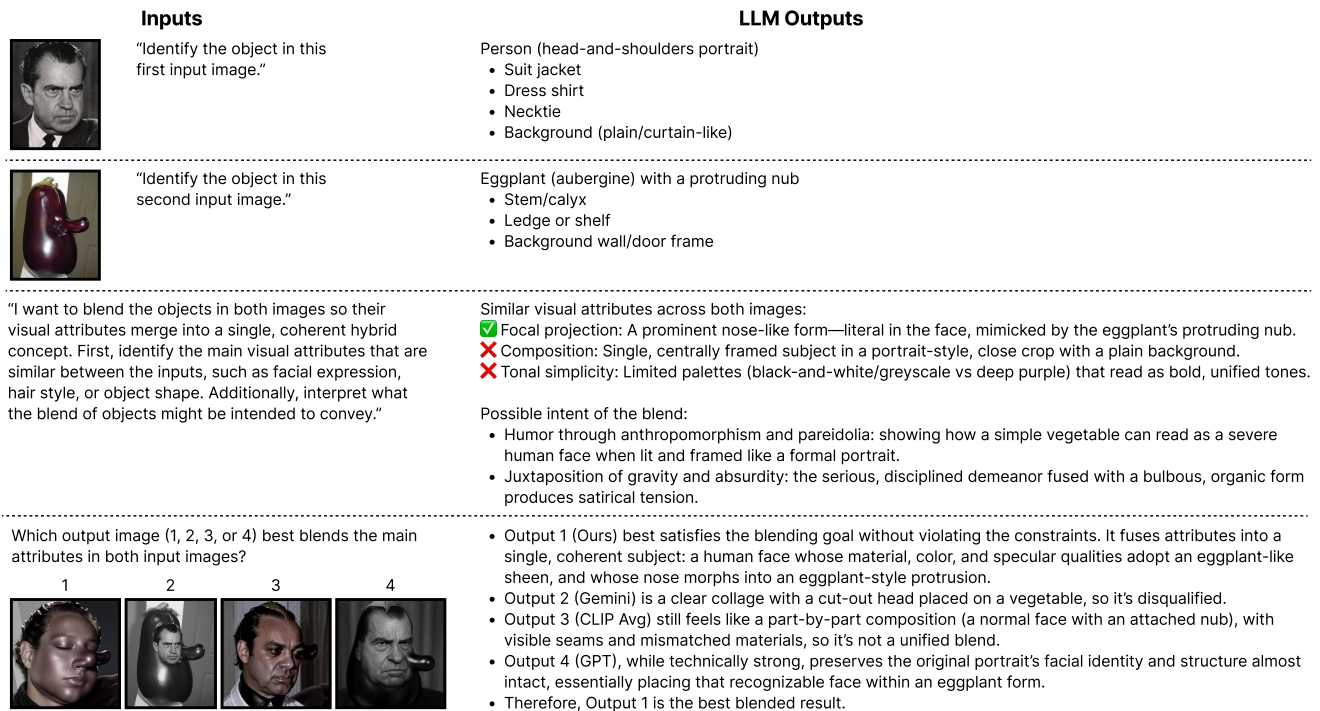 Inputs
LLM Outputs
“Identify the object in this
first input image.”
Person (head-and-shoulders portrait)
• Suit jacket
• Dress shirt
• Necktie
• Background (plain/curtain-like)
“Identify the object in this
second input image.”
Eggplant (aubergine) with a protruding nub
• Stem/calyx
• Ledge or shelf
• Background wall/door frame
“I want to blend the objects in both images so their
visual attributes merge into a single, coherent hybrid
concept. First, identify the main visual attributes that are
similar between the inputs, such as facial expression,
hair style, or object shape. Additionally, interpret what
the blend of objects might be intended to convey.”
Similar visual attributes across both images:
✅ Focal projection: A prominent nose-like form—literal in the face, mimicked by the eggplant’s protruding nub.
❌ Composition: Single, centrally framed subject in a portrait-style, close crop with a plain background.
❌ Tonal simplicity: Limited palettes (black-and-white/greyscale vs deep purple) that read as bold, unified tones.
Possible intent of the blend:
• Humor through anthropomorphism and pareidolia: showing how a simple vegetable can read as a severe
human face when lit and framed like a formal portrait.
• Juxtaposition of gravity and absurdity: the serious, disciplined demeanor fused with a bulbous, organic form
produces satirical tension.
Which output image (1, 2, 3, or 4) best blends the main
attributes in both input images?
1 2 3 4
• Output 1 (Ours) best satisfies the blending goal without violating the constraints. It fuses attributes into a
single, coherent subject: a human face whose material, color, and specular qualities adopt an eggplant-like
sheen, and whose nose morphs into an eggplant-style protrusion.
• Output 2 (Gemini) is a clear collage with a cut-out head placed on a vegetable, so it’s disqualified.
• Output 3 (CLIP Avg) still feels like a part-by-part composition (a normal face with an attached nub), with
visible seams and mismatched materials, so it’s not a unified blend.
• Output 4 (GPT), while technically strong, preserves the original portrait’s facial identity and structure almost
intact, essentially placing that recognizable face within an eggplant form.
• Therefore, Output 1 is the best blended result.